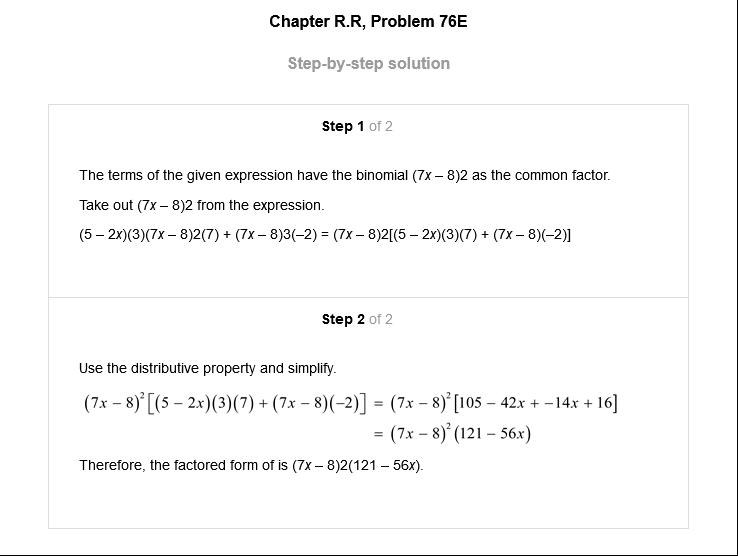 Chapter R.R, Problem 76E
Step-by-step solution
Step 1 of 2
The terms of the given expression have the binomial (7x – 8)2 as the common factor.
Take out (7x – 8)2 from the expression.
(5 – 2x)(3)(7x – 8)2(7) + (7x – 8)3(–2) = (7x – 8)2[(5 – 2x)(3)(7) + (7x – 8)(–2)]
Step 2 of 2
Use the distributive property and simplify.
(7x – 8)²[(5 – 2x)(3)(7) + (7x – 8)(–2)] = (7x – 8)²[105 – 42x + –14x + 16]
= (7x – 8)²(121 – 56x)
Therefore, the factored form of is (7x – 8)2(121 – 56x).